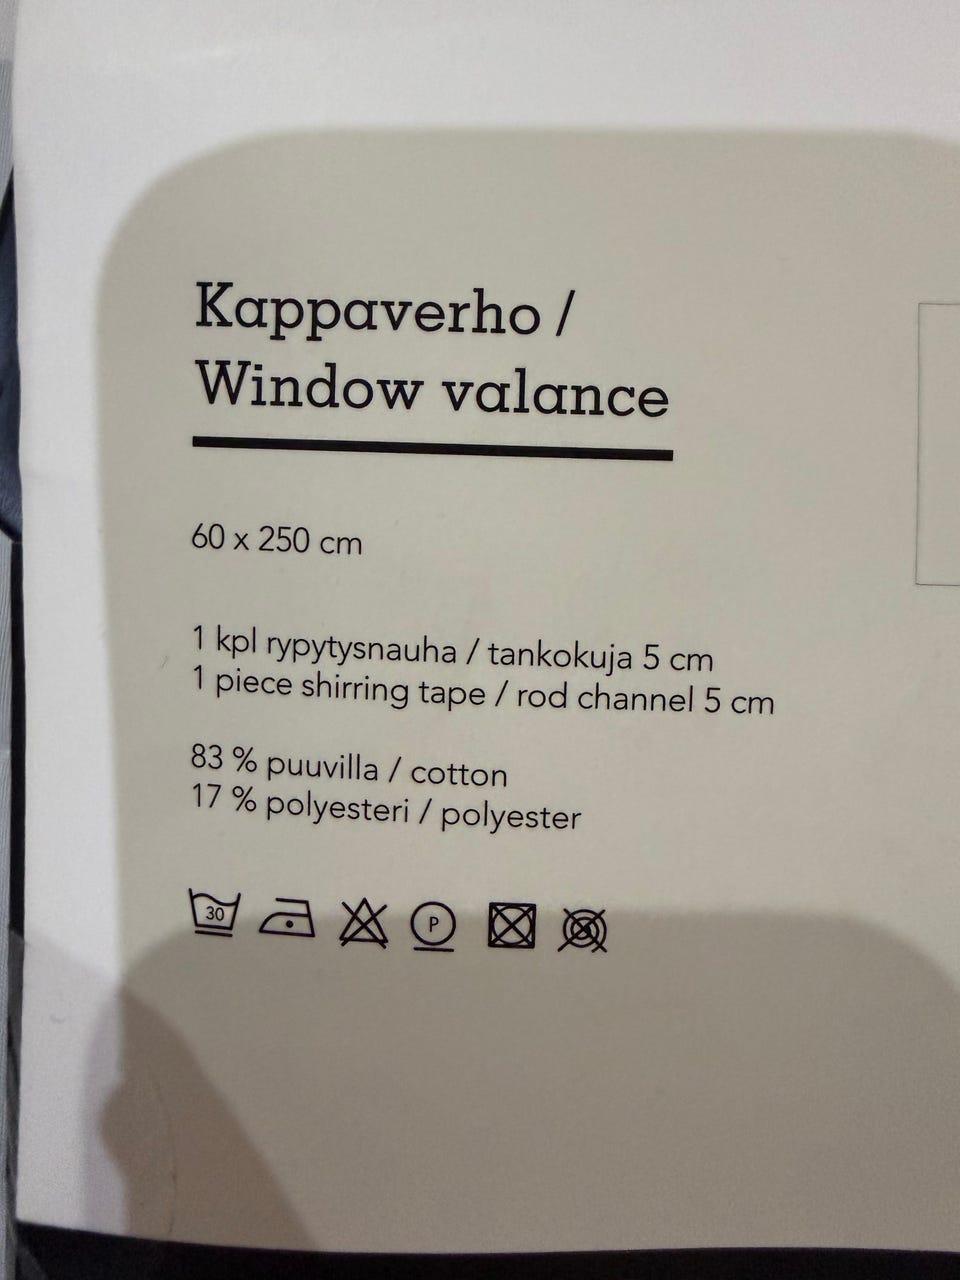 Kappaverho /
Window valance
60 x 250 cm
1 kpl rypytysnauha / tankokuja 5 cm
1 piece shirring tape / rod channel 5 cm
83 % puuvilla / cotton
17 % polyesteri / polyester
30 P